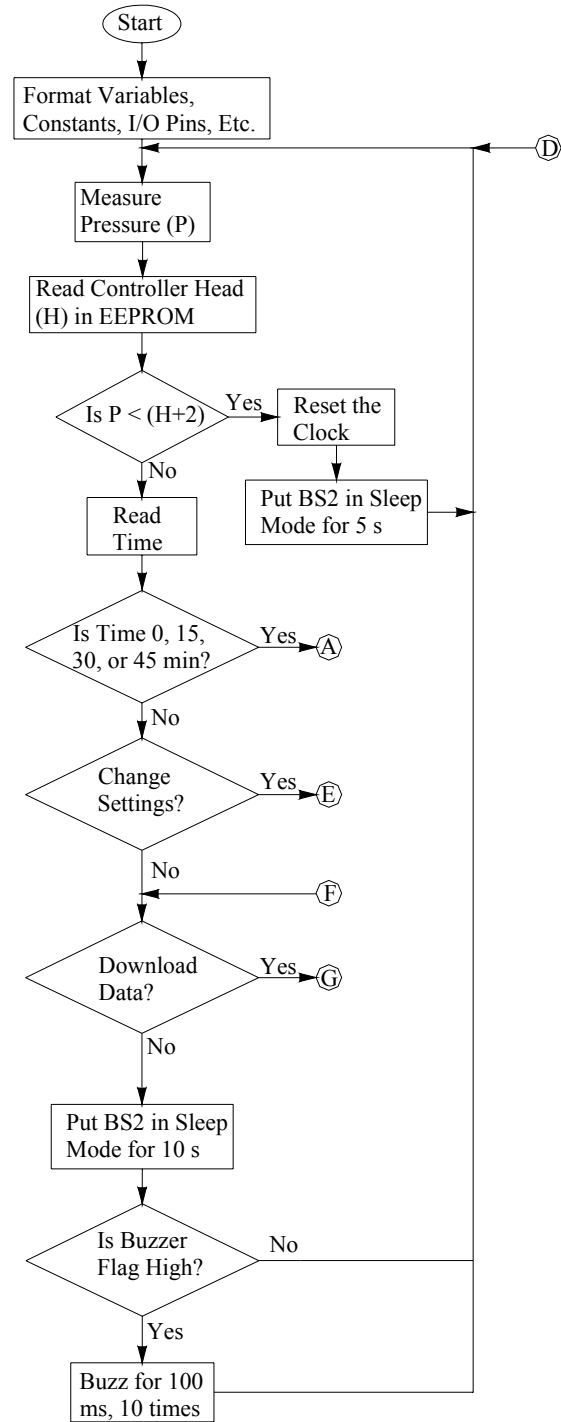 Start
Format Variables,
Constants, I/O Pins, Etc.
D
Measure
Pressure (P)
Read Controller Head
(H) in EEPROM
Is P < (H+2)
Yes
Reset the
Clock
No
Put BS2 in Sleep
Mode for 5 s
Read
Time
Is Time 0, 15,
30, or 45 min?
Yes
A
No
Change
Settings?
Yes
E
No
F
Download
Data?
Yes
G
No
Put BS2 in Sleep
Mode for 10 s
Is Buzzer
Flag High?
No
Yes
Buzz for 100
ms, 10 times